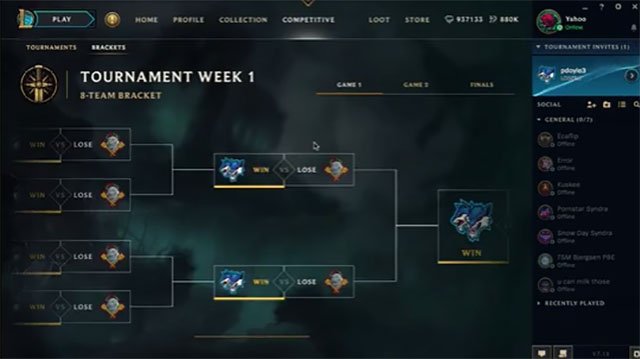 PLAY
HOME
PROFILE
COLLECTION
COMPETITIVE
LOOT
STORE
937133
880K
Yahoo
Online
TOURNAMENTS
BRACKETS
TOURNAMENT INVITES (1)
pdoyle3
TOURNAMENT WEEK 1
8-TEAM BRACKET
GAME 1
GAME 2
FINALS
SOCIAL
GENERAL (0/7)
WIN VS LOSE
WIN VS LOSE
WIN VS LOSE
WIN VS LOSE
WIN VS LOSE
WIN VS LOSE
WIN
Ecaflip
Offline
Error
Offline
Kuskee
Offline
Pornstar Syndra
Offline
Snow Day Syndra
Offline
TSM Bjergsen PBE
Offline
u can milk those
Offline
RECENTLY PLAYED